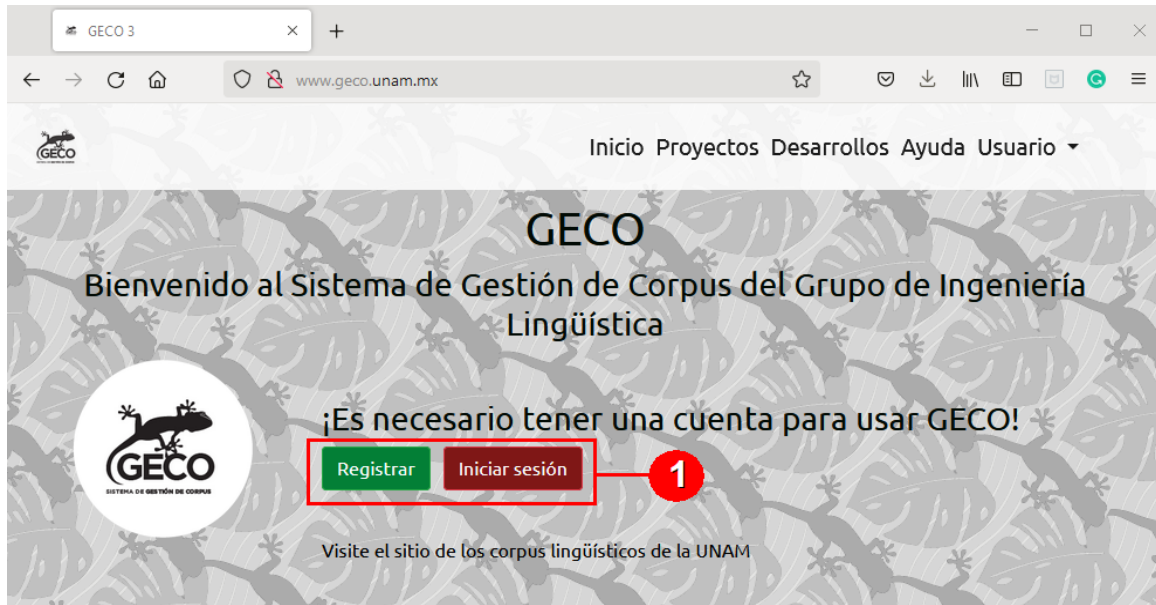 GECO 3
www.geco.unam.mx
GECO
Inicio Proyectos Desarrollos Ayuda Usuario
GECO
Bienvenido al Sistema de Gestión de Corpus del Grupo de Ingeniería
Lingüística
¡Es necesario tener una cuenta para usar GECO!
GECO
SISTEMA DE GESTIÓN DE CORPUS
Registrar Iniciar sesión 1
Visite el sitio de los corpus lingüísticos de la UNAM